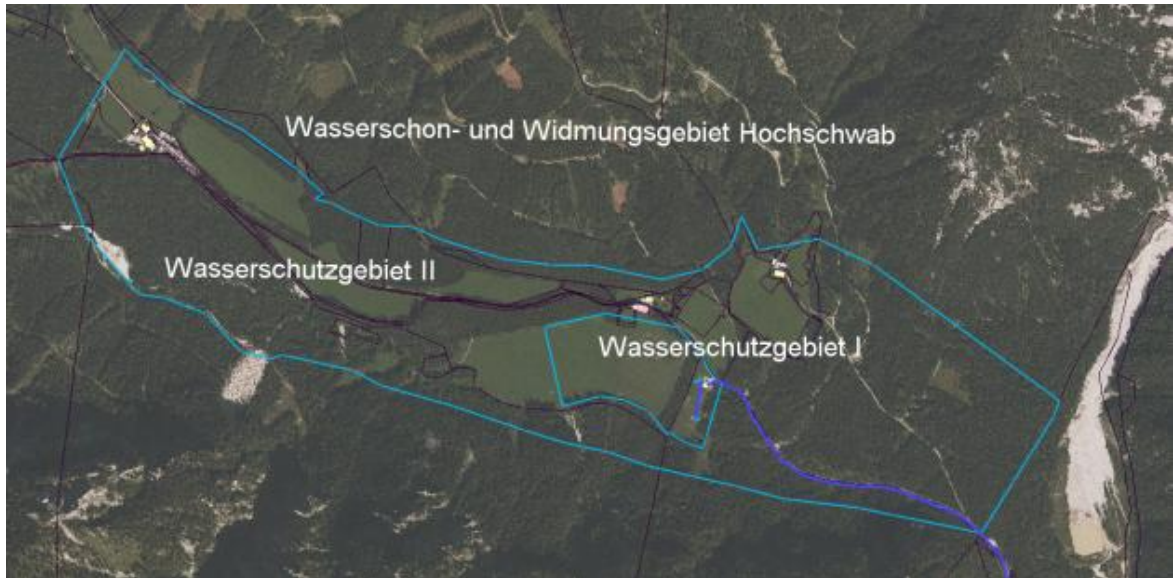 Wasserschon- und Widmungsgebiet Hochschwab
Wasserschutzgebiet II
Wasserschutzgebiet I